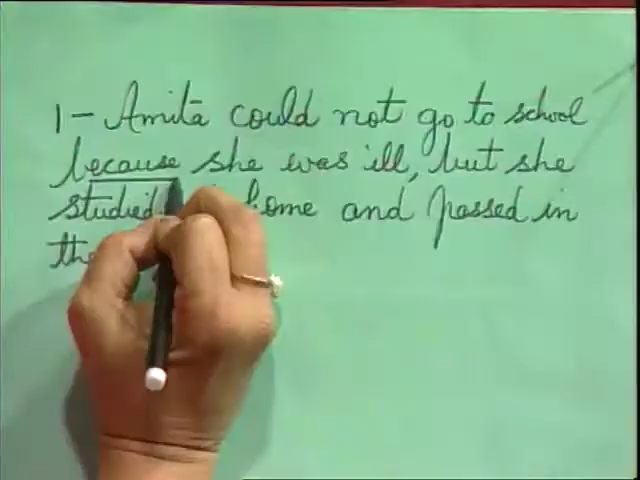 1- Amita could not go to school
because she was ill, but she
studied home and passed in
the